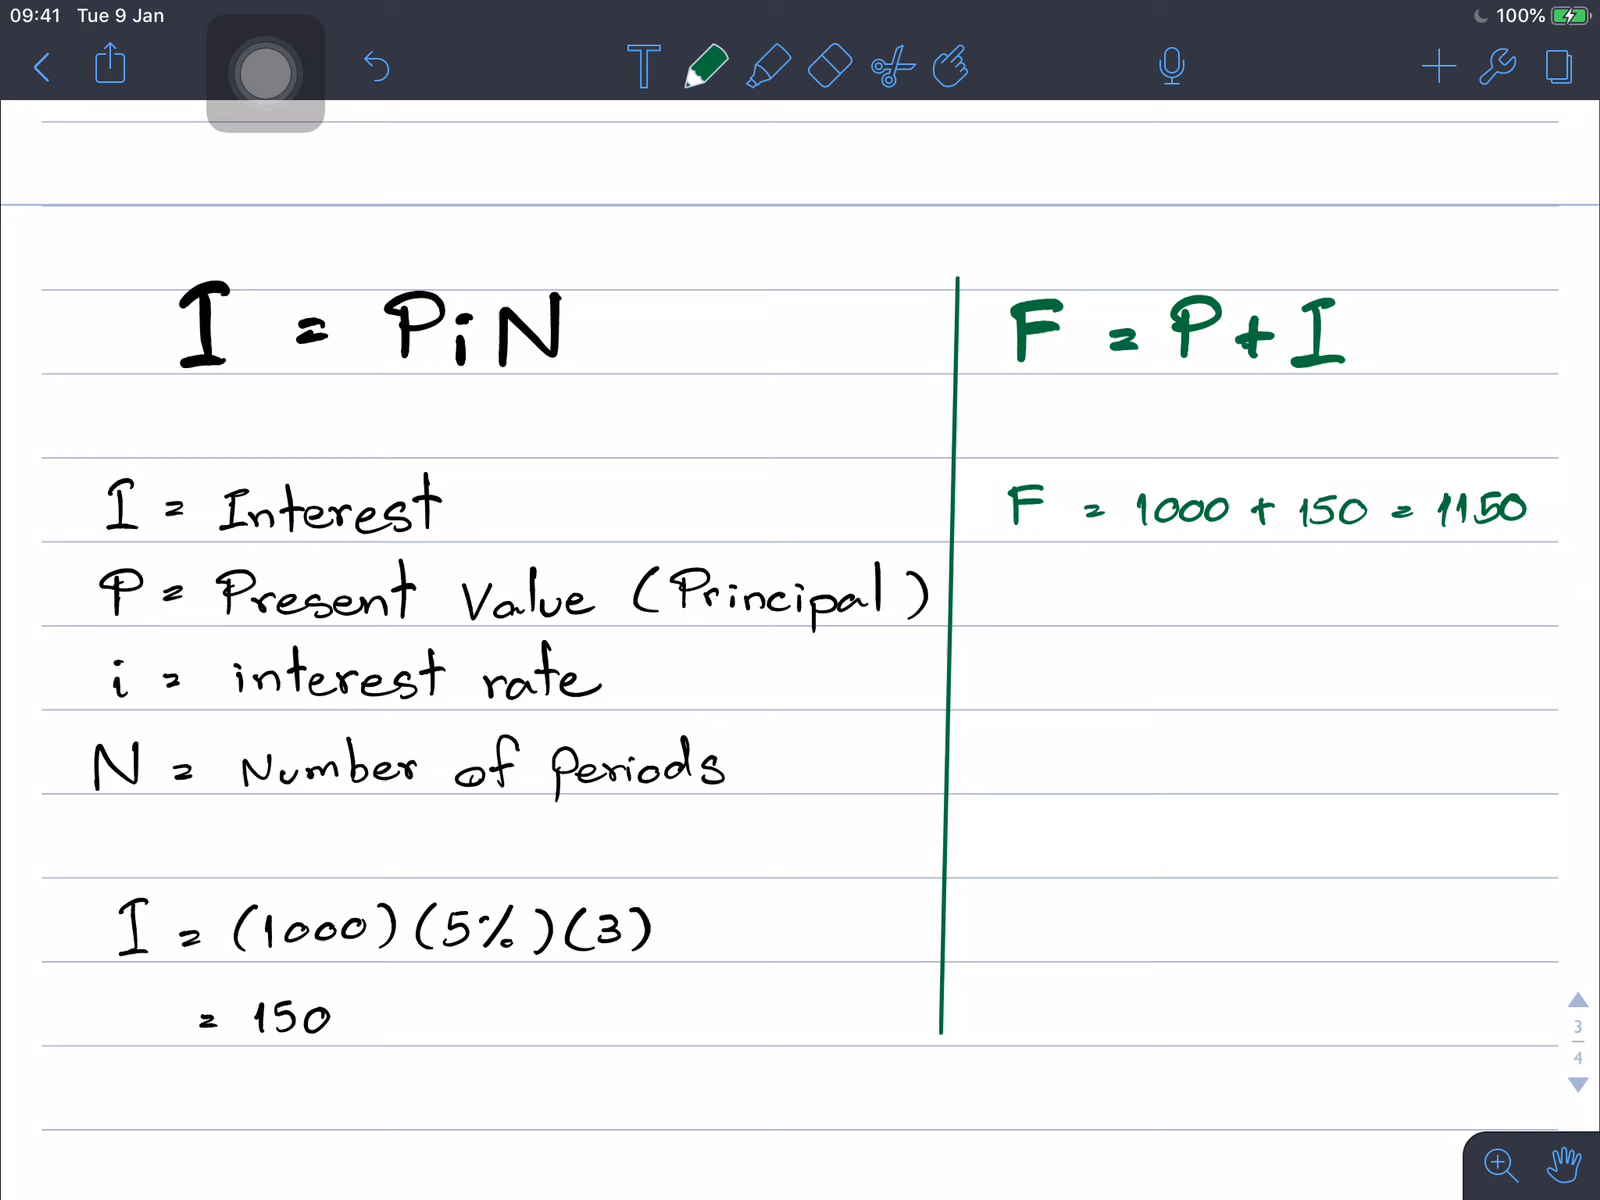 09:41 Tue 9 Jan
100%
I = PiN
I = Interest
P = Present Value (Principal)
i = interest rate
N = Number of periods
I = (1000)(5%)(3)
= 150
F = P + I
F = 1000 + 150 = 1150
3
4